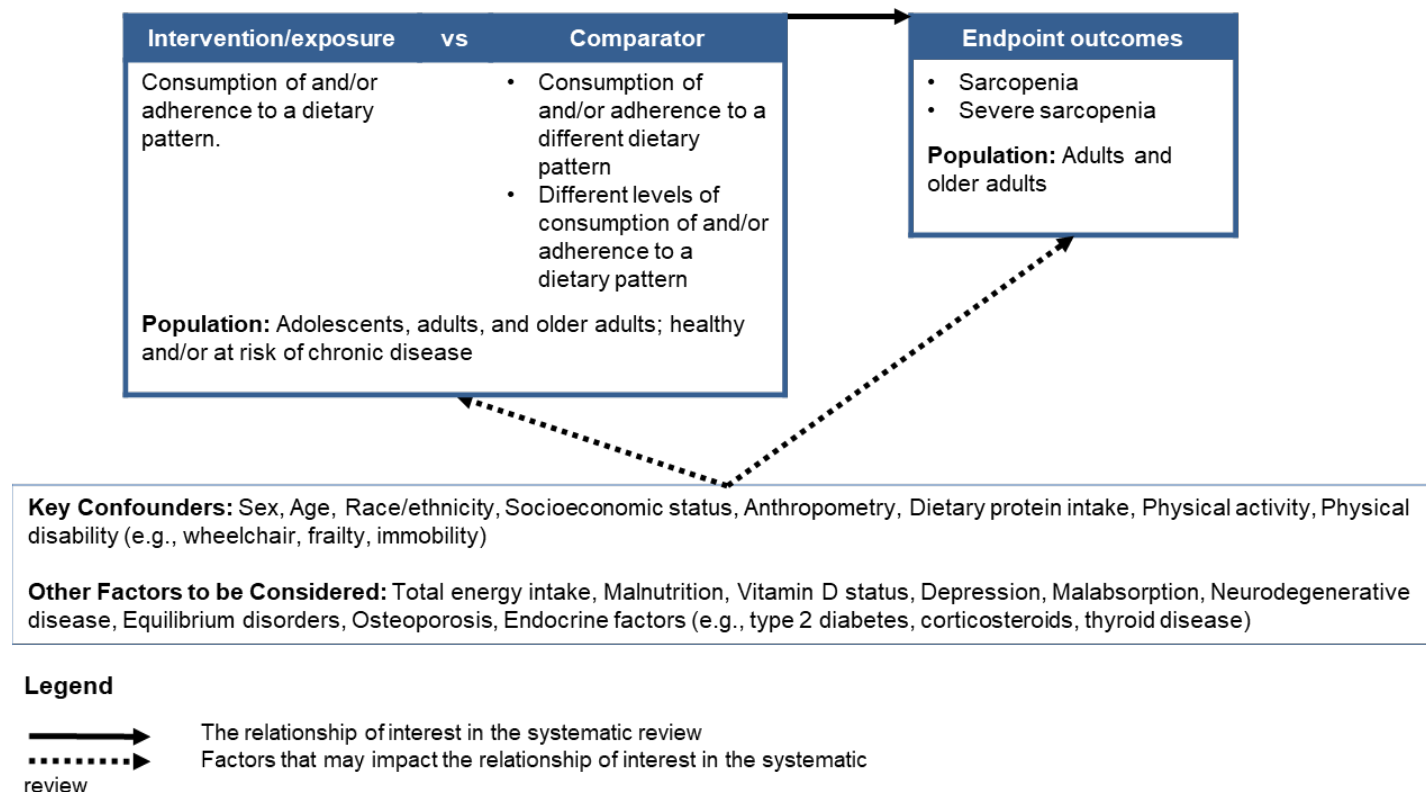 Intervention/exposure vs Comparator
Consumption of and/or
adherence to a dietary
pattern.
• Consumption of
and/or adherence to a
different dietary
pattern
• Different levels of
consumption of and/or
adherence to a
dietary pattern
Population: Adolescents, adults, and older adults; healthy
and/or at risk of chronic disease
Endpoint outcomes
• Sarcopenia
• Severe sarcopenia
Population: Adults and
older adults
Key Confounders: Sex, Age, Race/ethnicity, Socioeconomic status, Anthropometry, Dietary protein intake, Physical activity, Physical
disability (e.g., wheelchair, frailty, immobility)
Other Factors to be Considered: Total energy intake, Malnutrition, Vitamin D status, Depression, Malabsorption, Neurodegenerative
disease, Equilibrium disorders, Osteoporosis, Endocrine factors (e.g., type 2 diabetes, corticosteroids, thyroid disease)
Legend
The relationship of interest in the systematic review
Factors that may impact the relationship of interest in the systematic
review